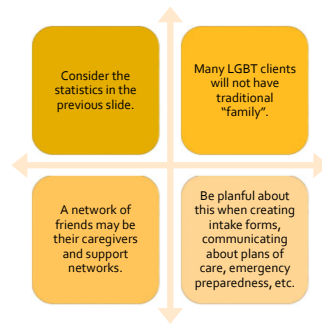 Consider the
statistics in the
previous slide.
Many LGBT clients
will not have
traditional
“family”.
A network of
friends may be
their caregivers
and support
networks.
Be planful about
this when creating
intake forms,
communicating
about plans of
care, emergency
preparedness, etc.